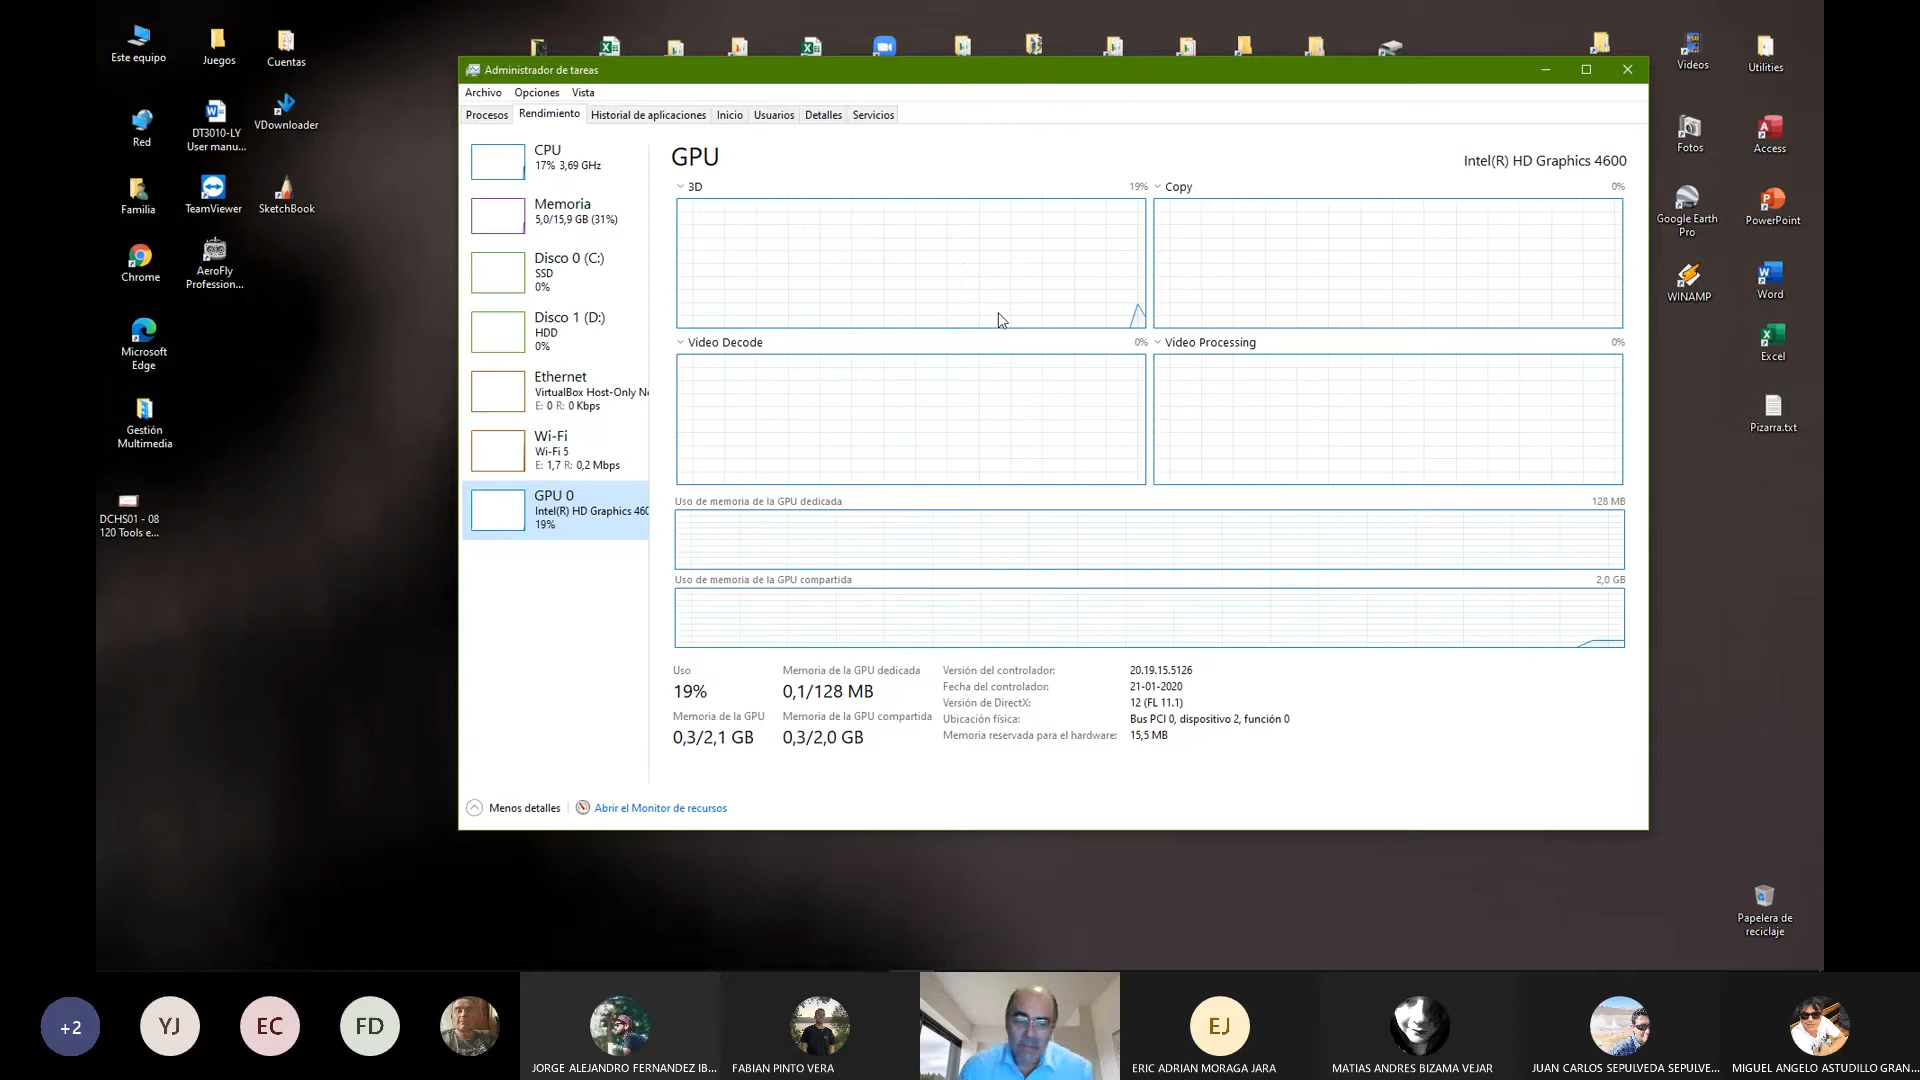 Este equipo
Juegos
Cuentas
Red
DT3010-LY
User manu...
VDownloader
Familia
TeamViewer
SketchBook
Chrome
AeroFly
Profession...
Microsoft
Edge
Gestión
Multimedia
DCHS01 - 08
120 Tools e...
Administrador de tareas
Archivo Opciones Vista
Procesos Rendimiento Historial de aplicaciones Inicio Usuarios Detalles Servicios
CPU
17% 3,69 GHz
Memoria
5,0/15,9 GB (31%)
Disco 0 (C:)
SSD
0%
Disco 1 (D:)
HDD
0%
Ethernet
VirtualBox Host-Only Ne
E: 0 R: 0 Kbps
Wi-Fi
Wi-Fi 5
E: 1,7 R: 0,2 Mbps
GPU 0
Intel(R) HD Graphics 460
19%
GPU
Intel(R) HD Graphics 4600
3D 19%
Copy 0%
Video Decode 0%
Video Processing 0%
Uso de memoria de la GPU dedicada 128 MB
Uso de memoria de la GPU compartida 2,0 GB
Uso
19%
Memoria de la GPU dedicada
0,1/128 MB
Memoria de la GPU
0,3/2,1 GB
Memoria de la GPU compartida
0,3/2,0 GB
Versión del controlador: 20.19.15.5126
Fecha del controlador: 21-01-2020
Versión de DirectX: 12 (FL 11.1)
Ubicación física: Bus PCI 0, dispositivo 2, función 0
Memoria reservada para el hardware: 15,5 MB
Menos detalles
Abrir el Monitor de recursos
Videos
Utilities
Fotos
Access
Google Earth
Pro
PowerPoint
WINAMP
Word
Excel
Pizarra.txt
Papelera de
reciclaje
+2
YJ
EC
FD
JORGE ALEJANDRO FERNANDEZ IB...
FABIAN PINTO VERA
EJ
ERIC ADRIAN MORAGA JARA
MATIAS ANDRES BIZAMA VEJAR
JUAN CARLOS SEPULVEDA SEPULVE...
MIGUEL ANGELO ASTUDILLO GRAN...